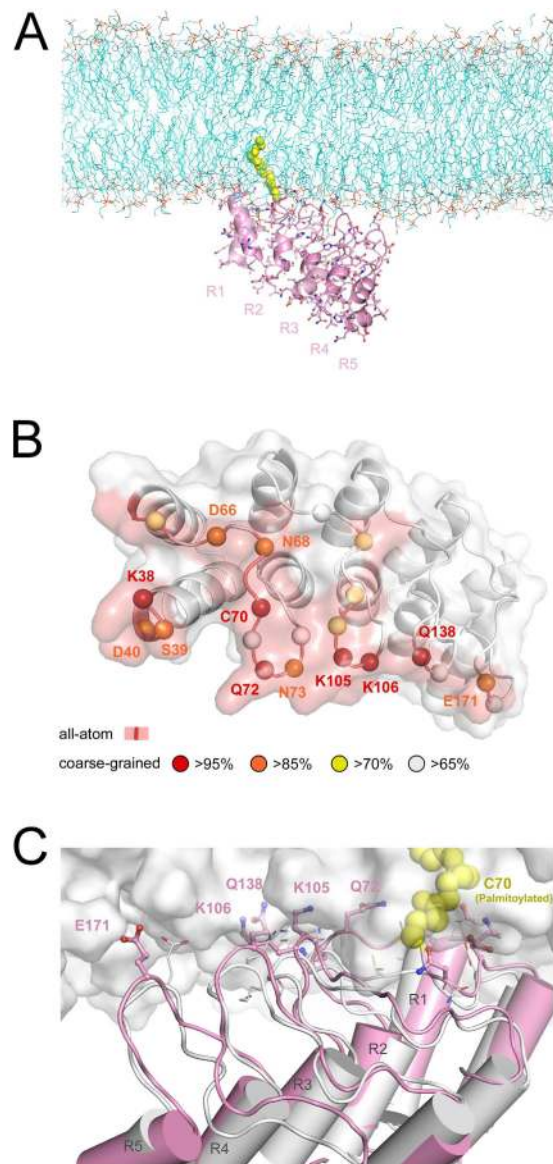 A
R1
R2
R3
R4
R5
B
D66
N68
K38
C70
Q138
D40
S39
Q72
N73
K105
K106
E171
all-atom
coarse-grained >95% >85% >70% >65%
C
Q138
K105
Q72
C70
(Palmitoylated)
E171
K106
R1
R2
R3
R5
R4